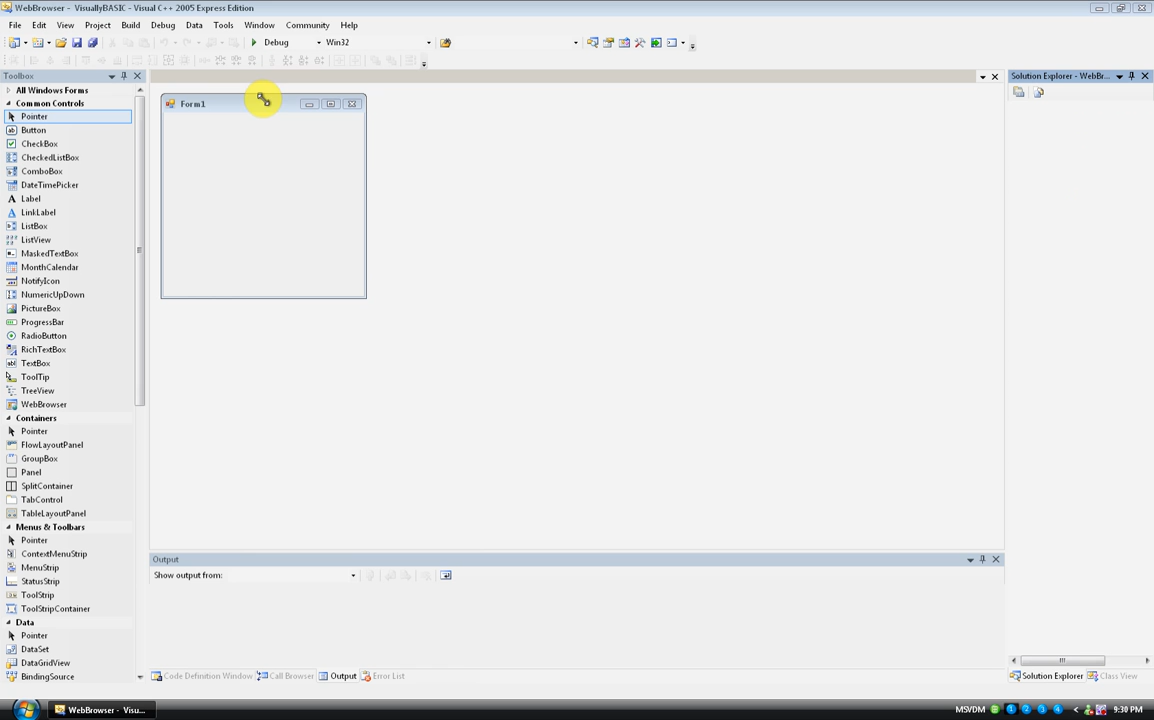 WebBrowser - VisuallyBASIC - Visual C++ 2005 Express Edition
File Edit View Project Build Debug Data Tools Window Community Help
Debug Win32
Toolbox
All Windows Forms
Common Controls
Pointer
Button
CheckBox
CheckedListBox
ComboBox
DateTimePicker
Label
LinkLabel
ListBox
ListView
MaskedTextBox
MonthCalendar
NotifyIcon
NumericUpDown
PictureBox
ProgressBar
RadioButton
RichTextBox
TextBox
ToolTip
TreeView
WebBrowser
Containers
Pointer
FlowLayoutPanel
GroupBox
Panel
SplitContainer
TabControl
TableLayoutPanel
Menus & Toolbars
Pointer
ContextMenuStrip
MenuStrip
StatusStrip
ToolStrip
ToolStripContainer
Data
Pointer
DataSet
DataGridView
BindingSource
Form1
Output
Show output from:
Code Definition Window Call Browser Output Error List
Solution Explorer - WebBr...
Solution Explorer Class View
WebBrowser - Visu...
MSVDM 1 2 3 4 9:30 PM